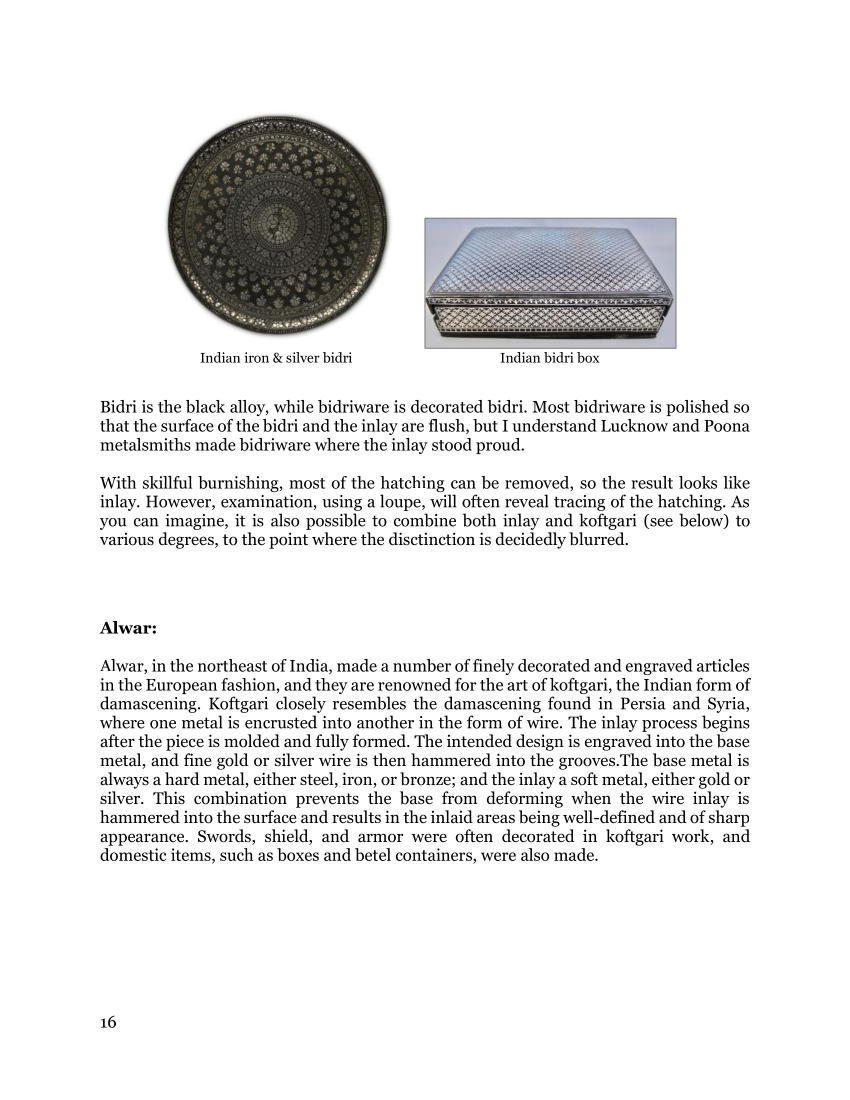 Indian iron & silver bidri
Indian bidri box
Bidri is the black alloy, while bidriware is decorated bidri. Most bidriware is polished so
that the surface of the bidri and the inlay are flush, but I understand Lucknow and Poona
metalsmiths made bidriware where the inlay stood proud.
With skillful burnishing, most of the hatching can be removed, so the result looks like
inlay. However, examination, using a loupe, will often reveal tracing of the hatching. As
you can imagine, it is also possible to combine both inlay and koftgari (see below) to
various degrees, to the point where the disctinction is decidedly blurred.
Alwar:
Alwar, in the northeast of India, made a number of finely decorated and engraved articles
in the European fashion, and they are renowned for the art of koftgari, the Indian form of
damascening. Koftgari closely resembles the damascening found in Persia and Syria,
where one metal is encrusted into another in the form of wire. The inlay process begins
after the piece is molded and fully formed. The intended design is engraved into the base
metal, and fine gold or silver wire is then hammered into the grooves.The base metal is
always a hard metal, either steel, iron, or bronze; and the inlay a soft metal, either gold or
silver. This combination prevents the base from deforming when the wire inlay is
hammered into the surface and results in the inlaid areas being well-defined and of sharp
appearance. Swords, shield, and armor were often decorated in koftgari work, and
domestic items, such as boxes and betel containers, were also made.
16